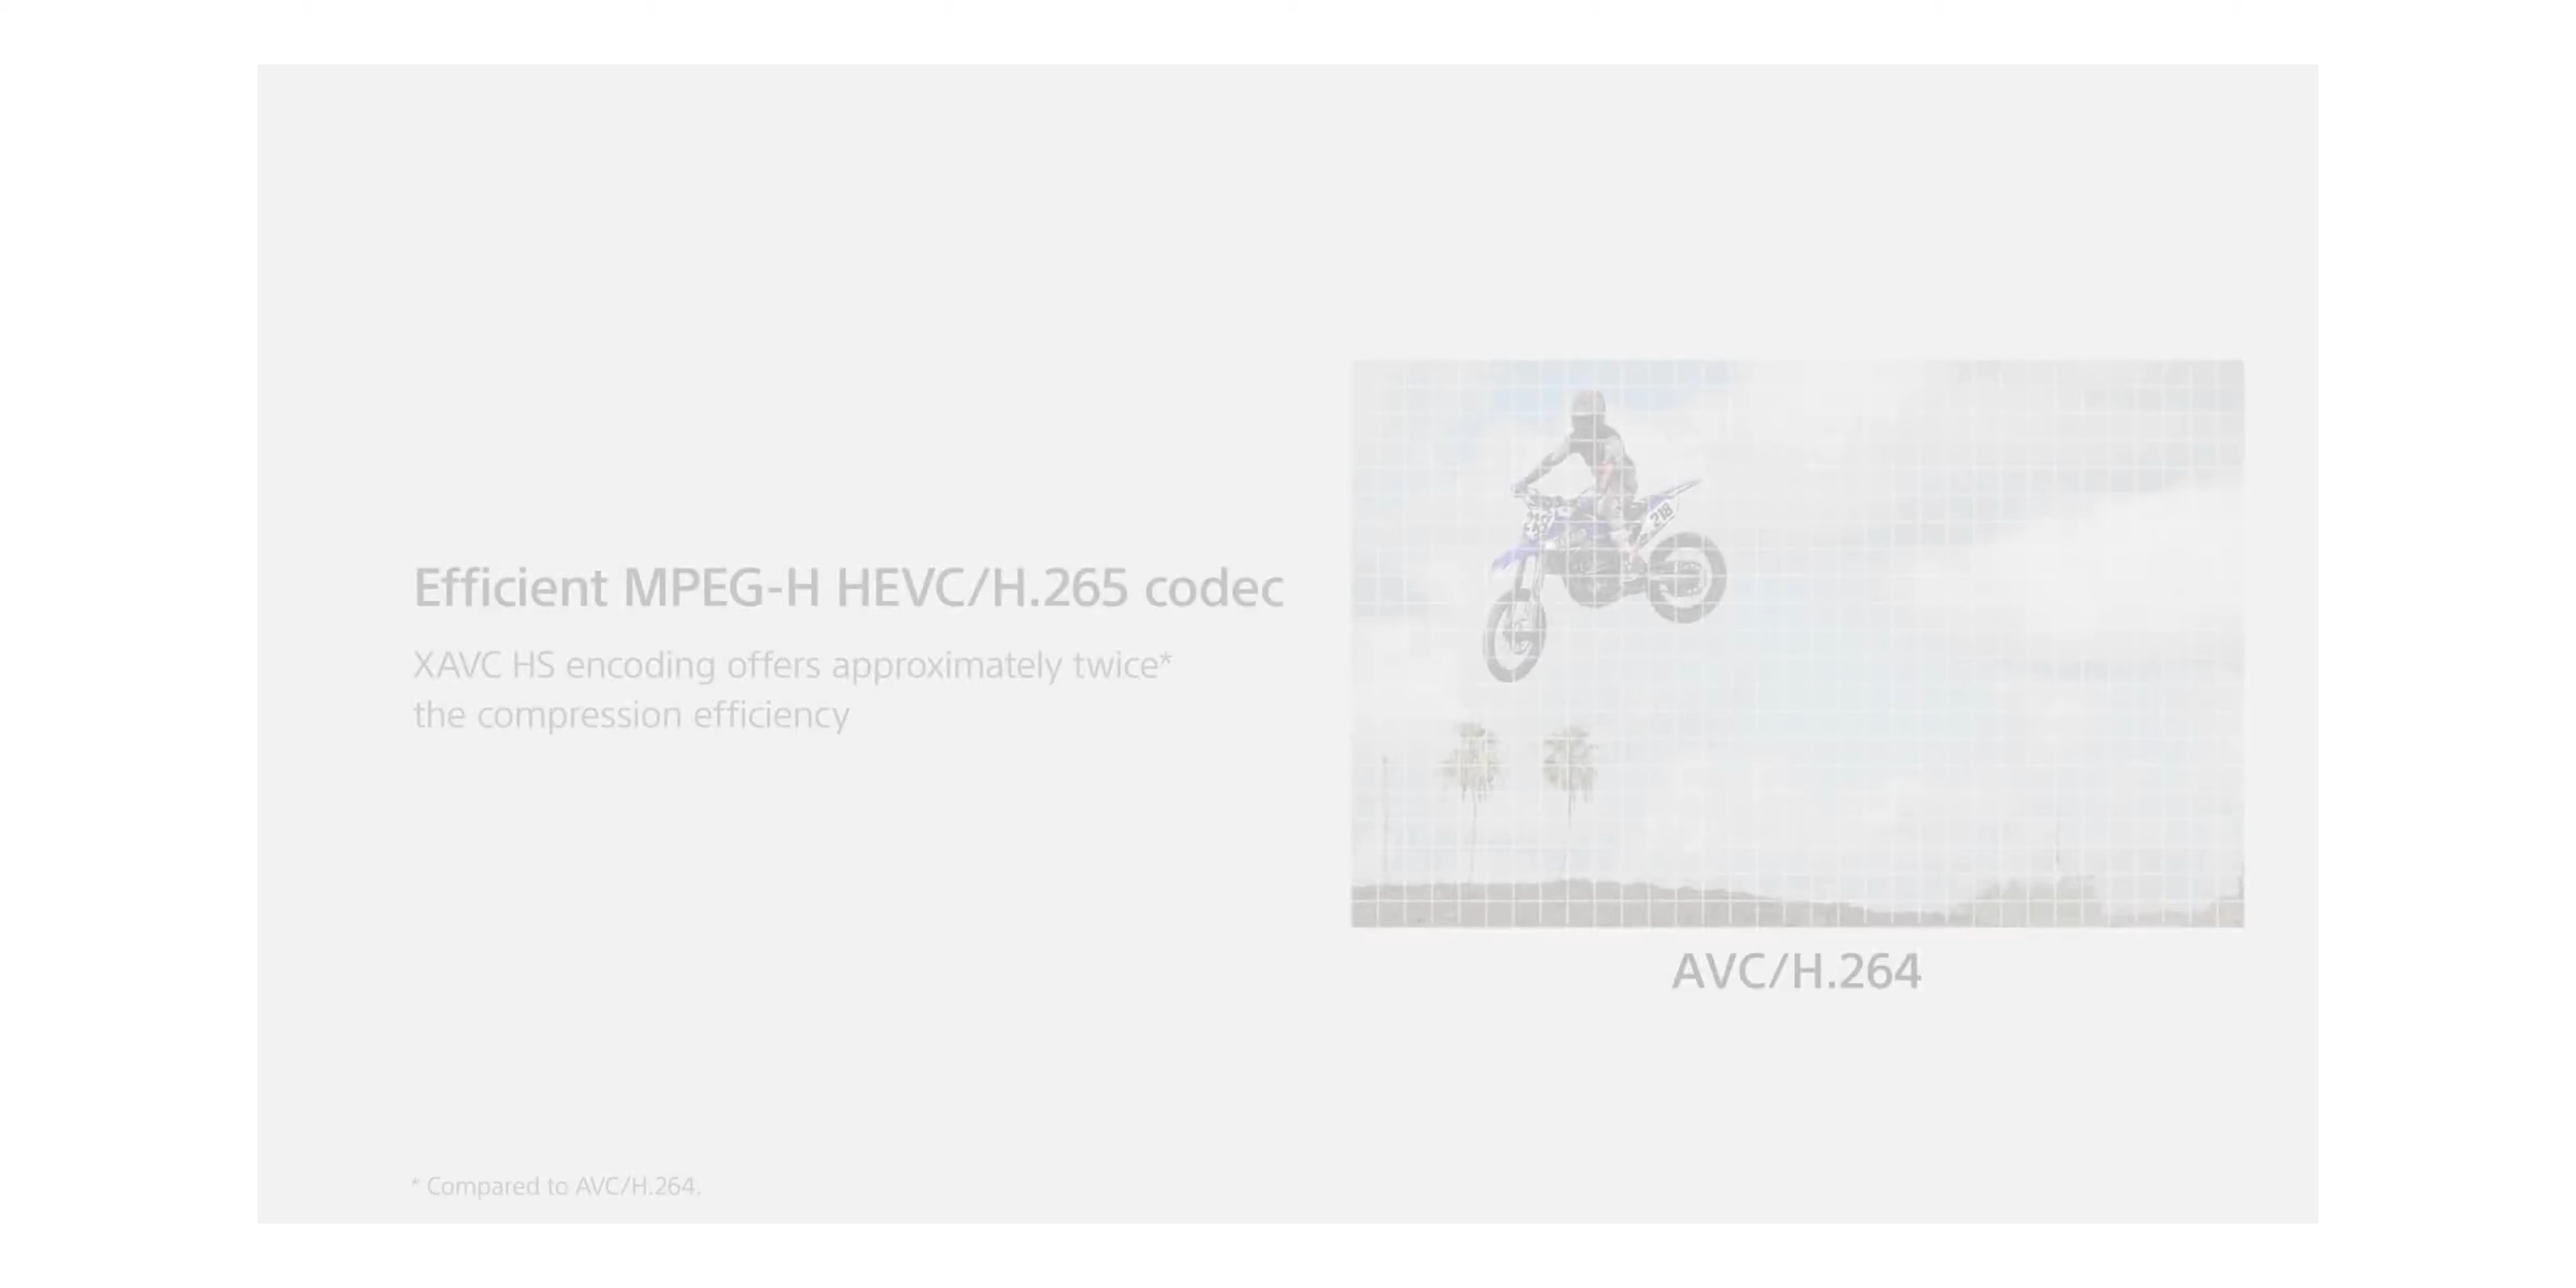 Efficient MPEG-H HEVC/H.265 codec
XAVC HS encoding offers approximately twice*
the compression efficiency
218
AVC/H.264
* Compared to AVC/H.264.